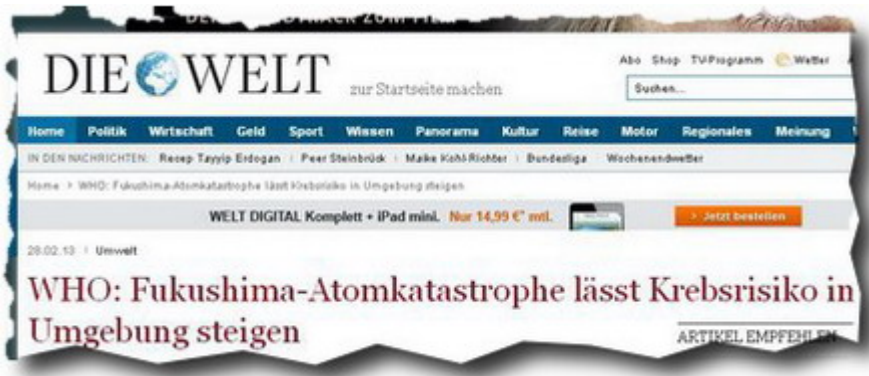 DIE WELT
zur Startseite machen
Abo Shop TV-Programm Wetter
Suchen...
Home Politik Wirtschaft Geld Sport Wissen Panorama Kultur Reise Motor Regionales Meinung
IN DEN NACHRICHTEN: Recep Tayyip Erdogan | Peer Steinbrück | Maike Kohl-Richter | Bundesliga | Wochenendwetter
Home > WHO: Fukushima-Atomkatastrophe lässt Krebsrisiko in Umgebung steigen
WELT DIGITAL Komplett + iPad mini. Nur 14,99 €* mtl. > Jetzt bestellen
28.02.13 | Umwelt
WHO: Fukushima-Atomkatastrophe lässt Krebsrisiko in
Umgebung steigen
ARTIKEL EMPFEHLEN